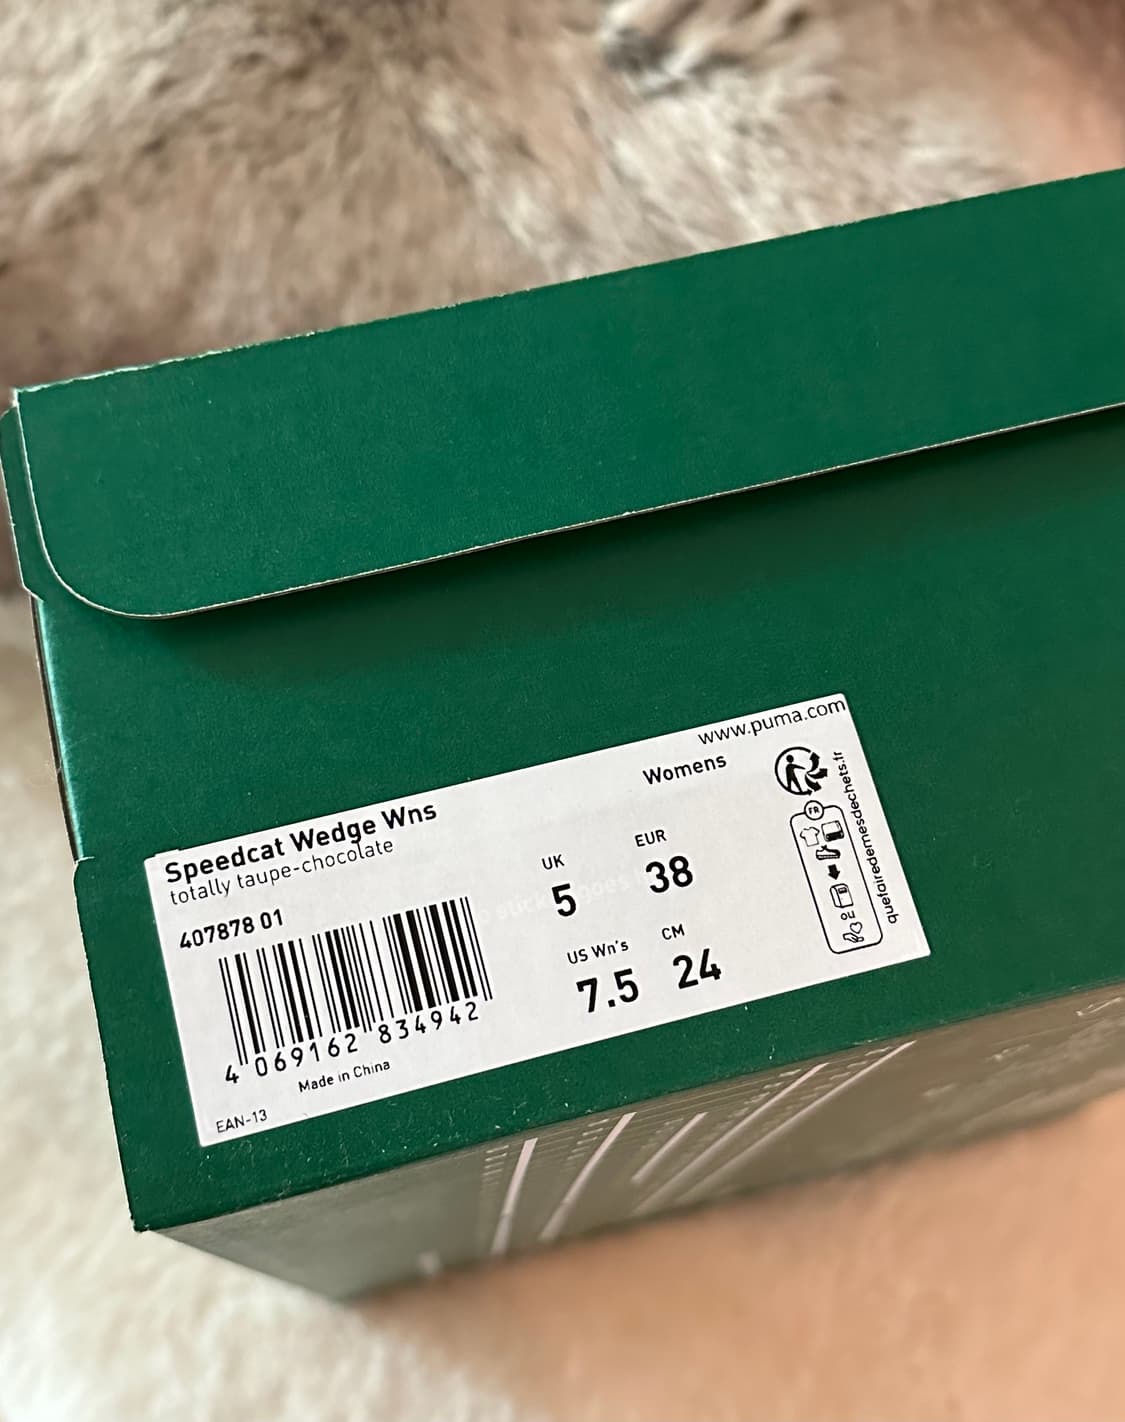 www.puma.com
Womens
Speedcat Wedge Wns
totally taupe-chocolate
407878 01
UK
5
EUR
38
US Wn's
7.5
CM
24
4 069162 834942
Made in China
EAN-13
FR
quefairedemesdechets.fr